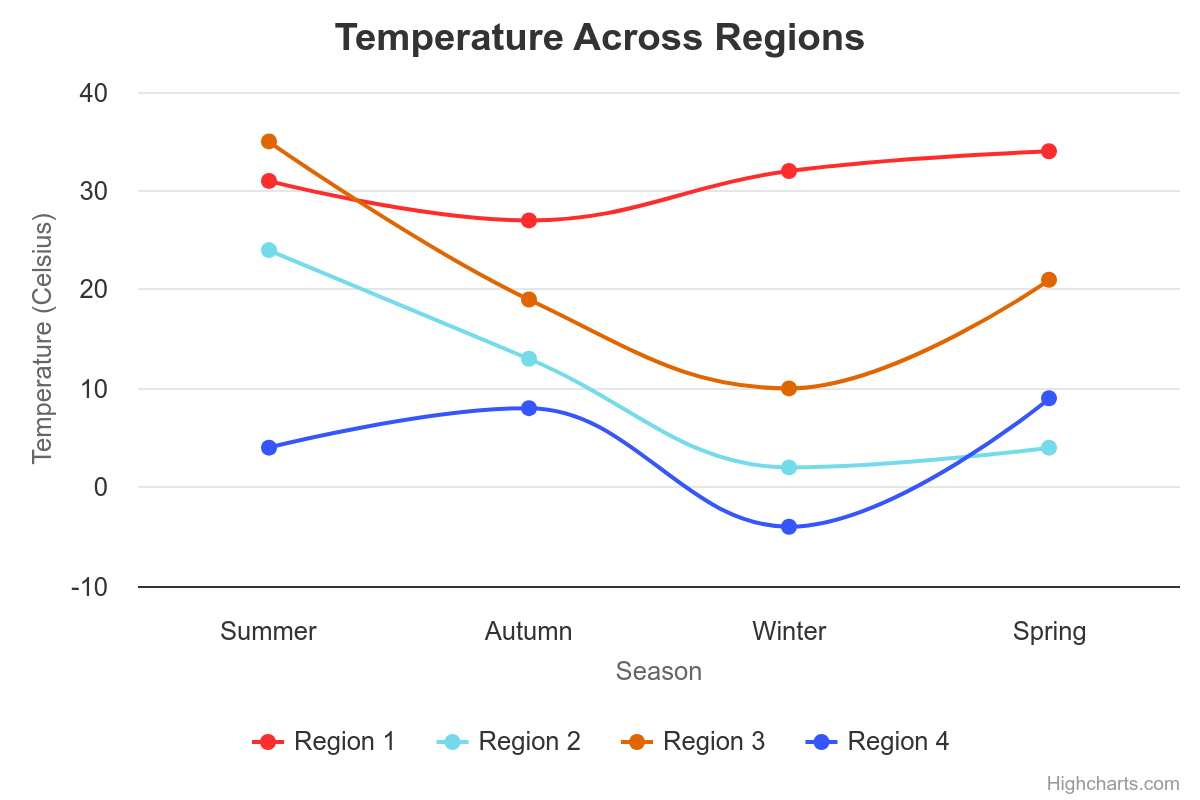 Temperature Across Regions
40
30
20
10
0
-10
Temperature (Celsius)
Summer Autumn Winter Spring
Season
Region 1 Region 2 Region 3 Region 4
Highcharts.com